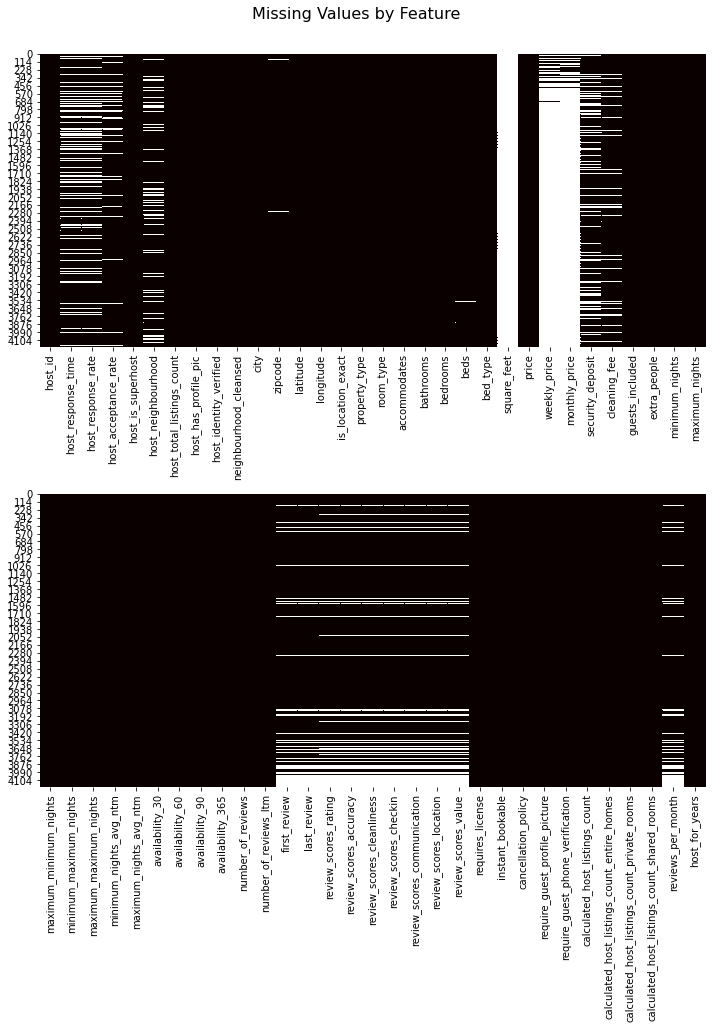 Missing Values by Feature
0
114
228
342
456
570
684
798
912
1026
1140
1254
1368
1482
1596
1710
1824
1938
2052
2166
2280
2394
2508
2622
2736
2850
2964
3078
3192
3306
3420
3534
3648
3762
3876
3990
4104
host_id
host_response_time
host_response_rate
host_acceptance_rate
host_is_superhost
host_neighbourhood
host_total_listings_count
host_has_profile_pic
host_identity_verified
neighbourhood_cleansed
city
zipcode
latitude
longitude
is_location_exact
property_type
room_type
accommodates
bathrooms
bedrooms
beds
bed_type
square_feet
price
weekly_price
monthly_price
security_deposit
cleaning_fee
guests_included
extra_people
minimum_nights
maximum_nights
0
114
228
342
456
570
684
798
912
1026
1140
1254
1368
1482
1596
1710
1824
1938
2052
2166
2280
2394
2508
2622
2736
2850
2964
3078
3192
3306
3420
3534
3648
3762
3876
3990
4104
maximum_minimum_nights
minimum_maximum_nights
maximum_maximum_nights
minimum_nights_avg_ntm
maximum_nights_avg_ntm
availability_30
availability_60
availability_90
availability_365
number_of_reviews
number_of_reviews_ltm
first_review
last_review
review_scores_rating
review_scores_accuracy
review_scores_cleanliness
review_scores_checkin
review_scores_communication
review_scores_location
review_scores_value
requires_license
instant_bookable
cancellation_policy
require_guest_profile_picture
require_guest_phone_verification
calculated_host_listings_count
calculated_host_listings_count_entire_homes
calculated_host_listings_count_private_rooms
calculated_host_listings_count_shared_rooms
reviews_per_month
host_for_years